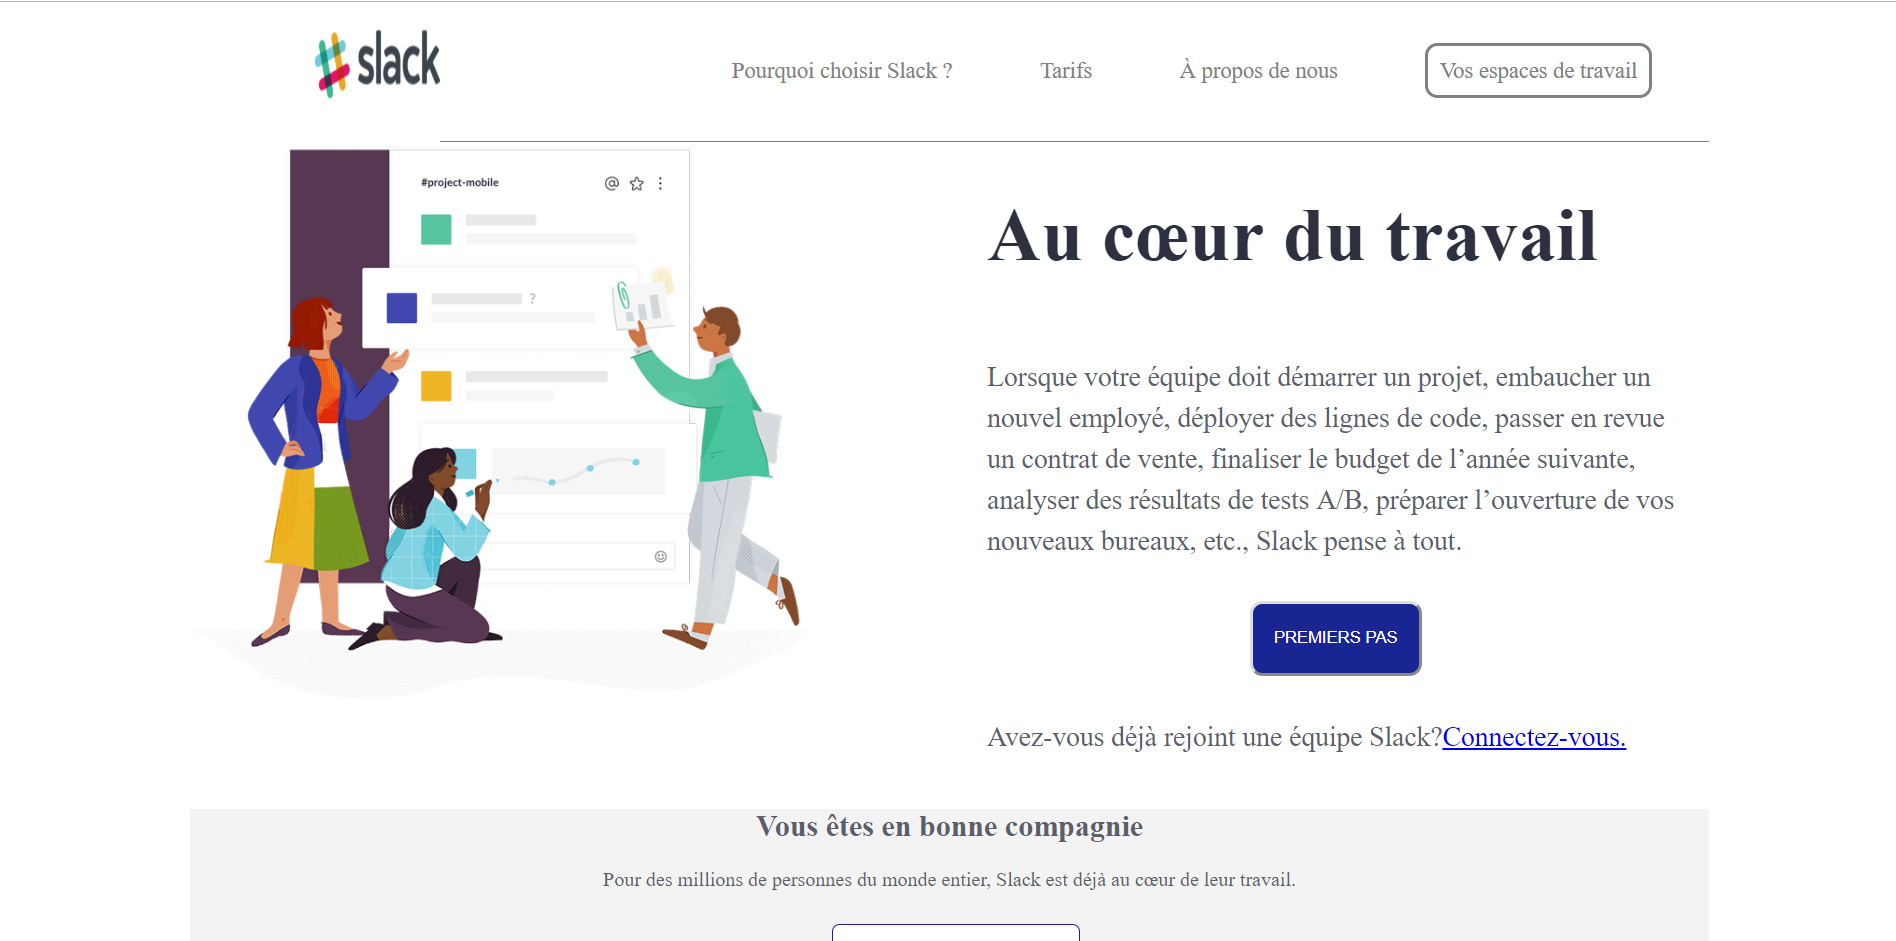 slack
Pourquoi choisir Slack ?
Tarifs
À propos de nous
Vos espaces de travail
#project-mobile
?
Au cœur du travail
Lorsque votre équipe doit démarrer un projet, embaucher un
nouvel employé, déployer des lignes de code, passer en revue
un contrat de vente, finaliser le budget de l’année suivante,
analyser des résultats de tests A/B, préparer l’ouverture de vos
nouveaux bureaux, etc., Slack pense à tout.
PREMIERS PAS
Avez-vous déjà rejoint une équipe Slack?Connectez-vous.
Vous êtes en bonne compagnie
Pour des millions de personnes du monde entier, Slack est déjà au cœur de leur travail.